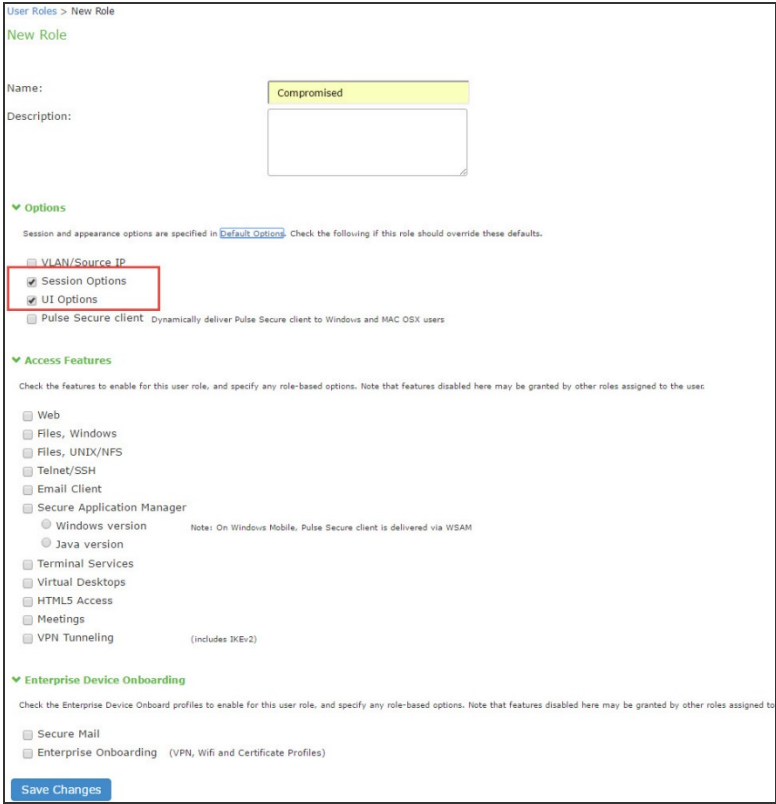 User Roles > New Role
New Role
Name:
Compromised
Description:
Options
Session and appearance options are specified in Default Options. Check the following if this role should override these defaults.
VLAN/Source IP
Session Options
UI Options
Pulse Secure client Dynamically deliver Pulse Secure client to Windows and MAC OSX users
Access Features
Check the features to enable for this user role, and specify any role-based options. Note that features disabled here may be granted by other roles assigned to the user.
Web
Files, Windows
Files, UNIX/NFS
Telnet/SSH
Email Client
Secure Application Manager
Windows version Note: On Windows Mobile, Pulse Secure client is delivered via WSAM
Java version
Terminal Services
Virtual Desktops
HTML5 Access
Meetings
VPN Tunneling (includes IKEv2)
Enterprise Device Onboarding
Check the Enterprise Device Onboard profiles to enable for this user role, and specify any role-based options. Note that features disabled here may be granted by other roles assigned to
Secure Mail
Enterprise Onboarding (VPN, Wifi and Certificate Profiles)
Save Changes